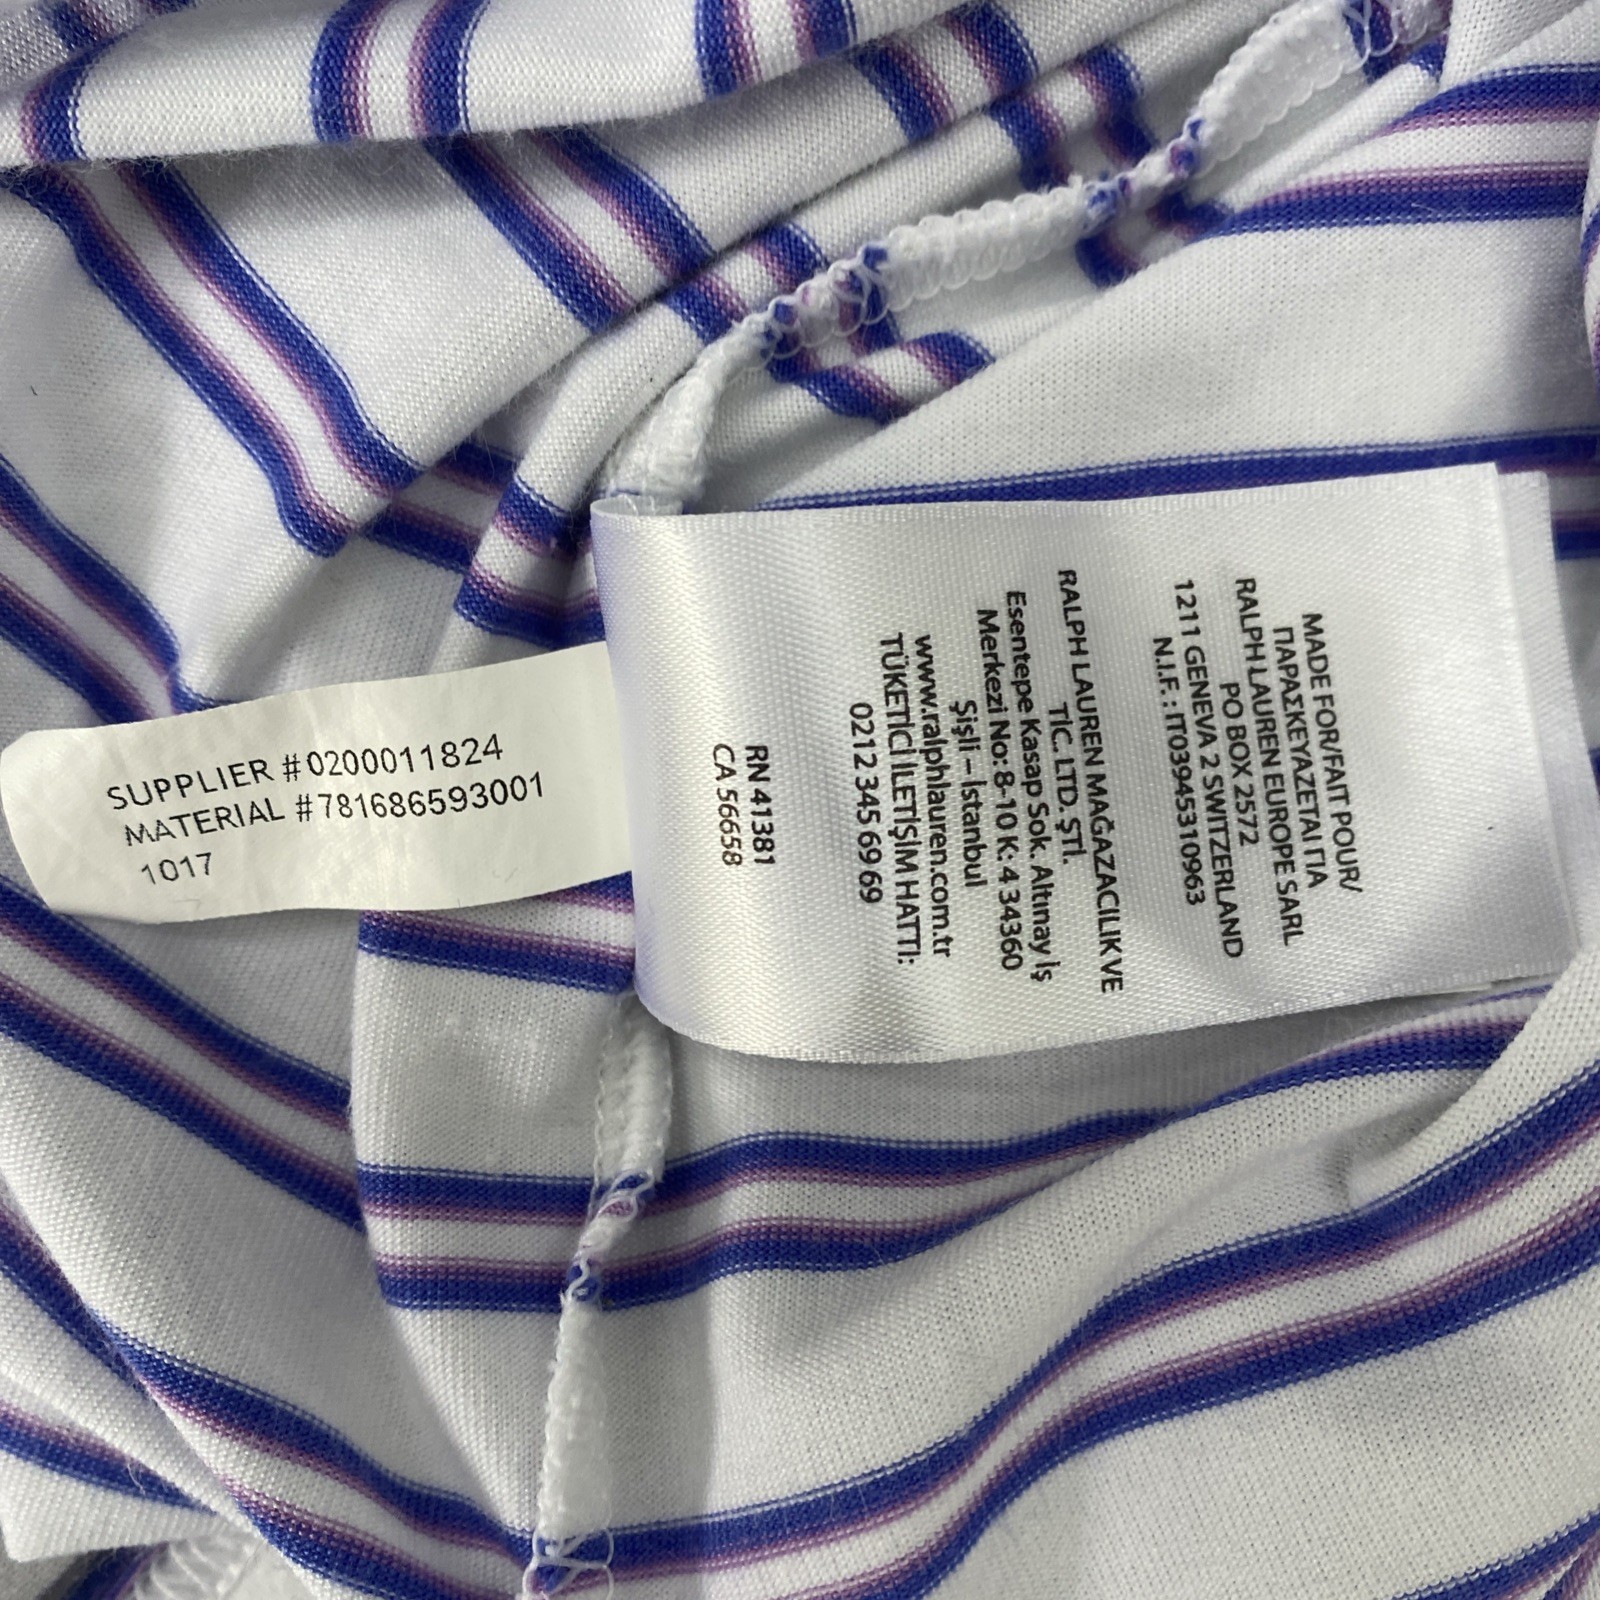 SUPPLIER #0200011824
MATERIAL #781686593001
1017
MADE FOR/FAIT POUR/
ΠΑΡΑΣΚΕΥΑΖΕΤΑΙ ΓΙΑ
RALPH LAUREN EUROPE SARL
PO BOX 2572
1211 GENEVA 2 SWITZERLAND
N.I.F.: IT03945310963
RALPH LAUREN MAĞAZACILIK VE
TİC. LTD. ŞTİ.
Esentepe Kasap Sok. Altınay İş
Merkezi No: 8-10 K: 4 34360
Şişli – İstanbul
www.ralphlauren.com.tr
TÜKETİCİ İLETİŞİM HATTI:
0212 345 69 69
RN 41381
CA 56658